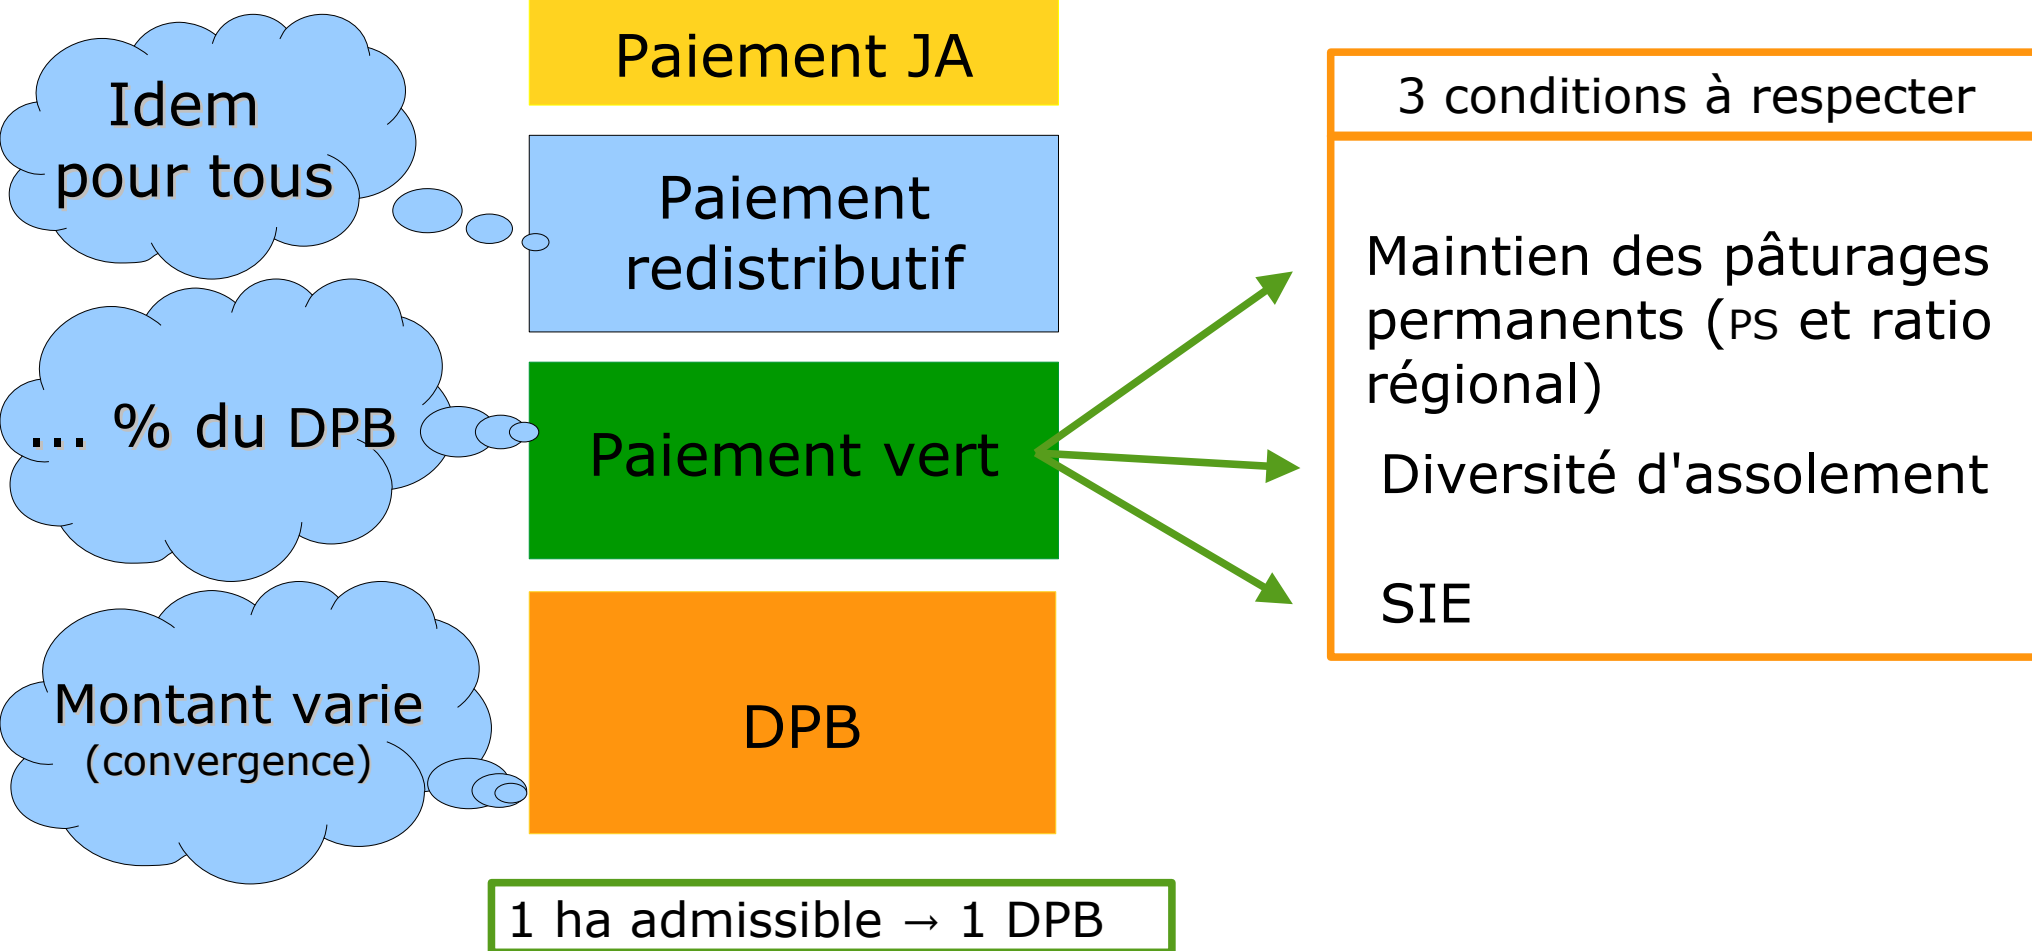 Paiement JA
Idem
pour tous
Paiement
redistributif
... % du DPB
Paiement vert
Montant varie
(convergence)
DPB
1 ha admissible → 1 DPB
3 conditions à respecter
Maintien des pâturages
permanents (PS et ratio
régional)
Diversité d'assolement
SIE